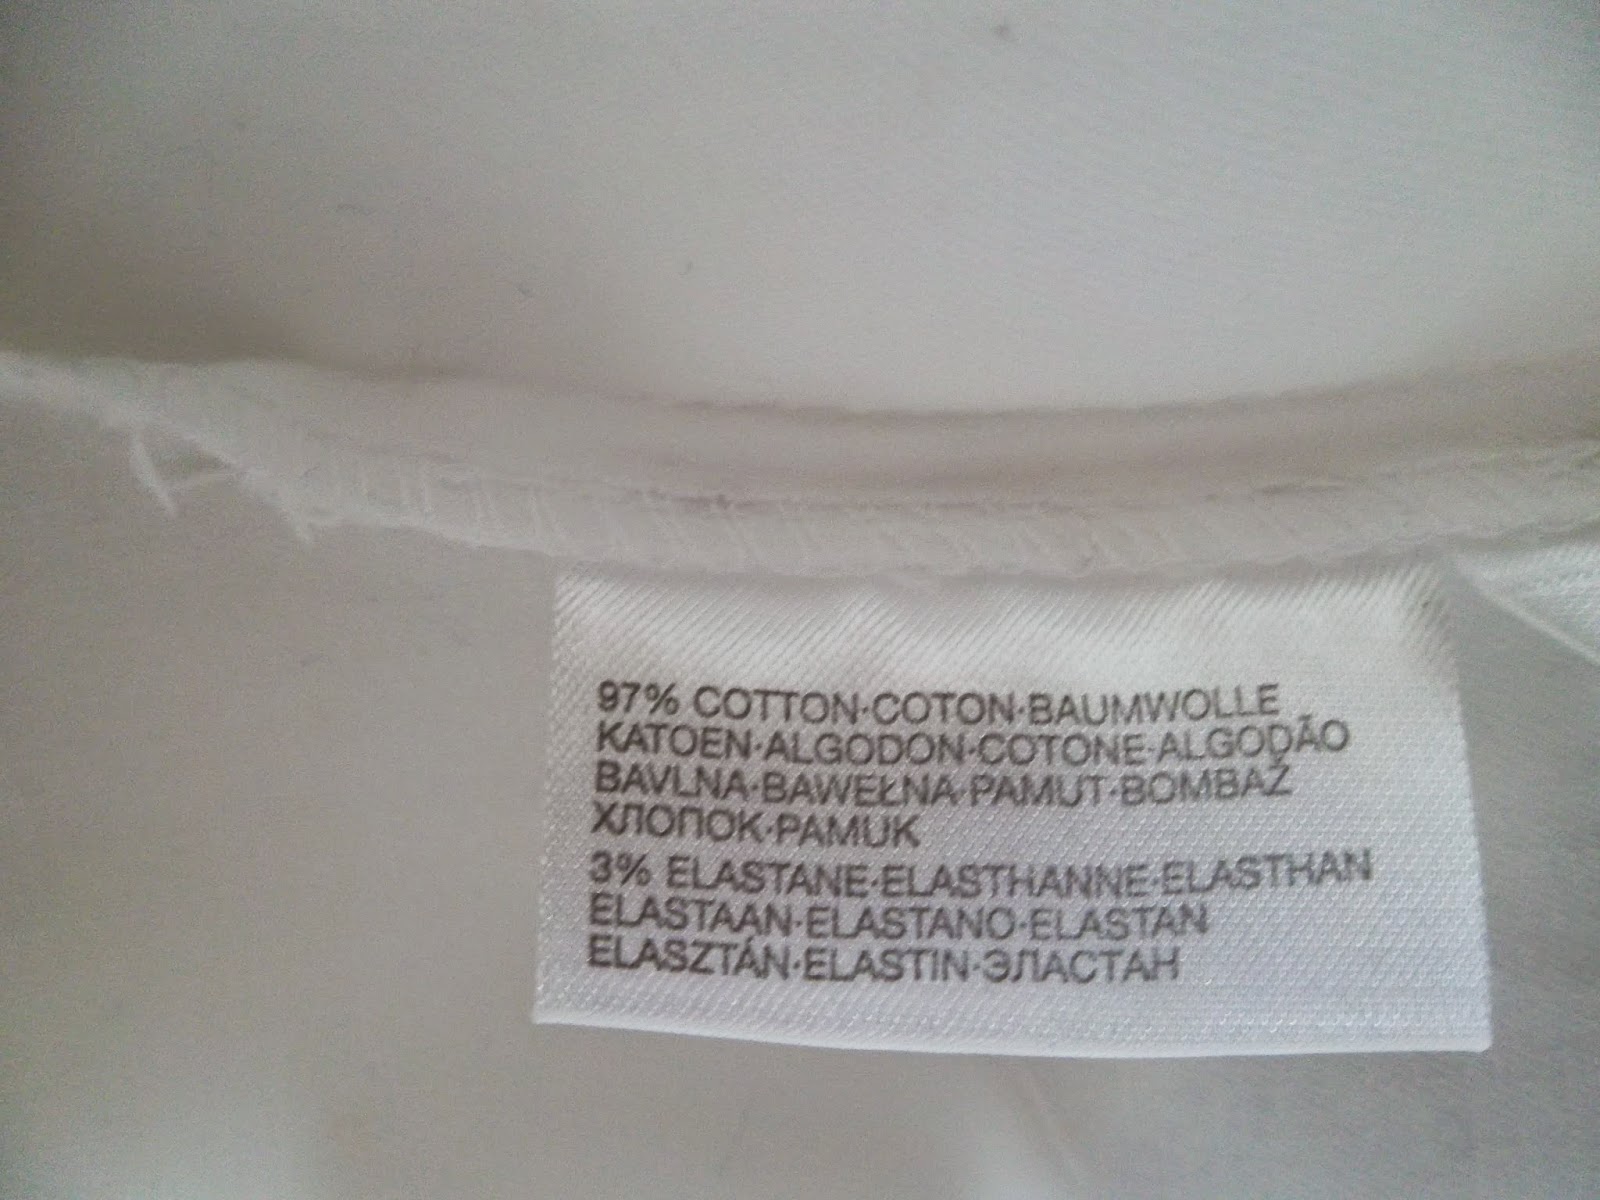 97% COTTON·COTON·BAUMWOLLE
KATOEN·ALGODON·COTONE·ALGODÃO
BAVLNA·BAWEŁNA·PAMUT·BOMBAŽ
ХЛОПОК·PAMUK
3% ELASTANE·ELASTHANNE·ELASTHAN
ELASTAAN·ELASTANO·ELASTAN
ELASZTÁN·ELASTIN·ЭЛАСТАН